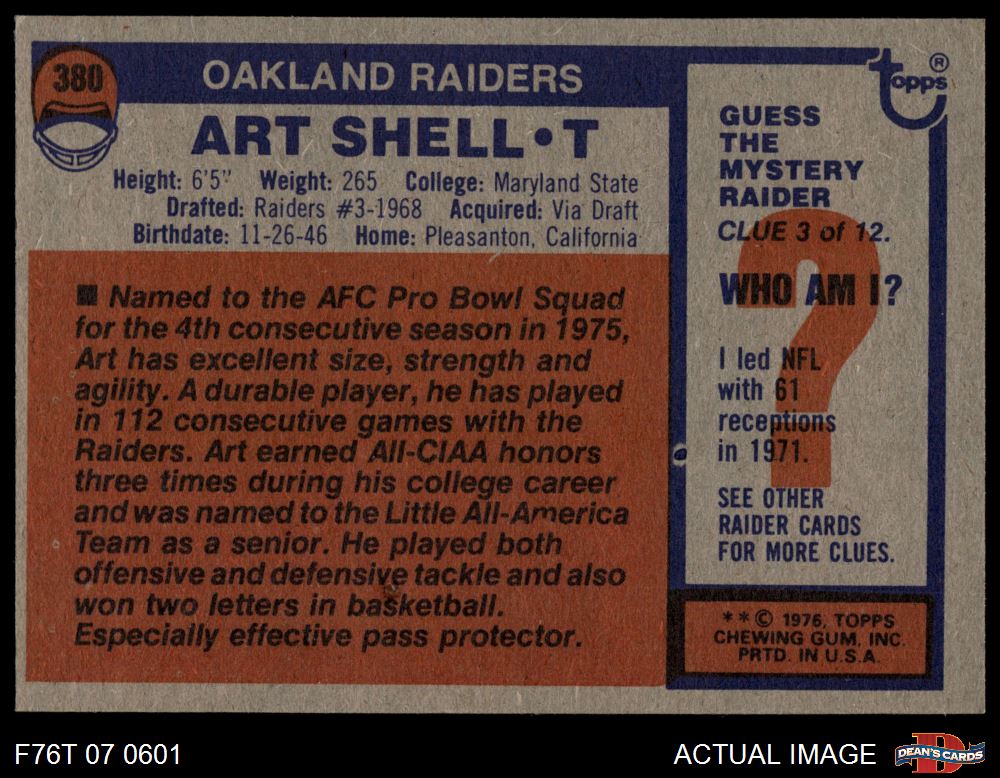 380
OAKLAND RAIDERS
ART SHELL • T
Height: 6'5" Weight: 265 College: Maryland State
Drafted: Raiders #3-1968 Acquired: Via Draft
Birthdate: 11-26-46 Home: Pleasanton, California
■ Named to the AFC Pro Bowl Squad
for the 4th consecutive season in 1975,
Art has excellent size, strength and
agility. A durable player, he has played
in 112 consecutive games with the
Raiders. Art earned All-CIAA honors
three times during his college career
and was named to the Little All-America
Team as a senior. He played both
offensive and defensive tackle and also
won two letters in basketball.
Especially effective pass protector.
topps ®
GUESS
THE
MYSTERY
RAIDER
CLUE 3 of 12.
?
WHO AM I?
I led NFL
with 61
receptions
in 1971.
SEE OTHER
RAIDER CARDS
FOR MORE CLUES.
* * © 1976, TOPPS
CHEWING GUM, INC.
PRTD. IN U.S.A.
F76T 07 0601
ACTUAL IMAGE
DEAN'S CARDS